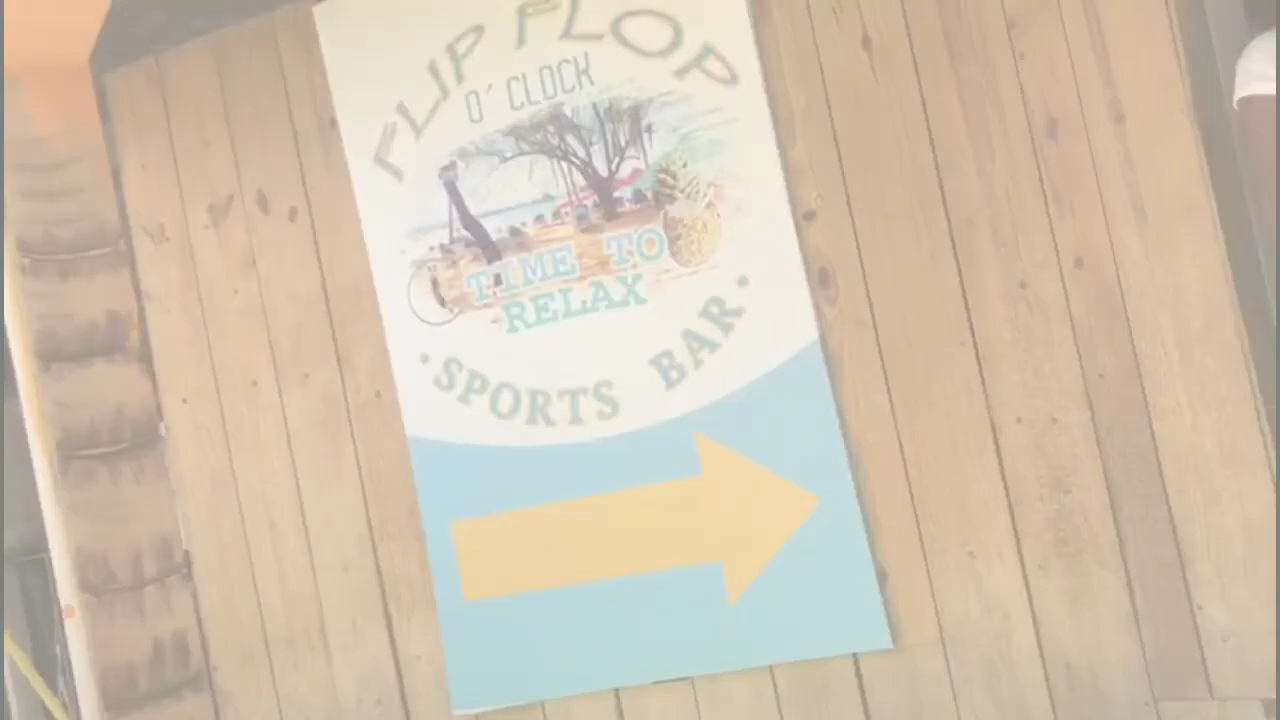 FLIP FLOP
O' CLOCK
TIME TO
RELAX
• SPORTS BAR •